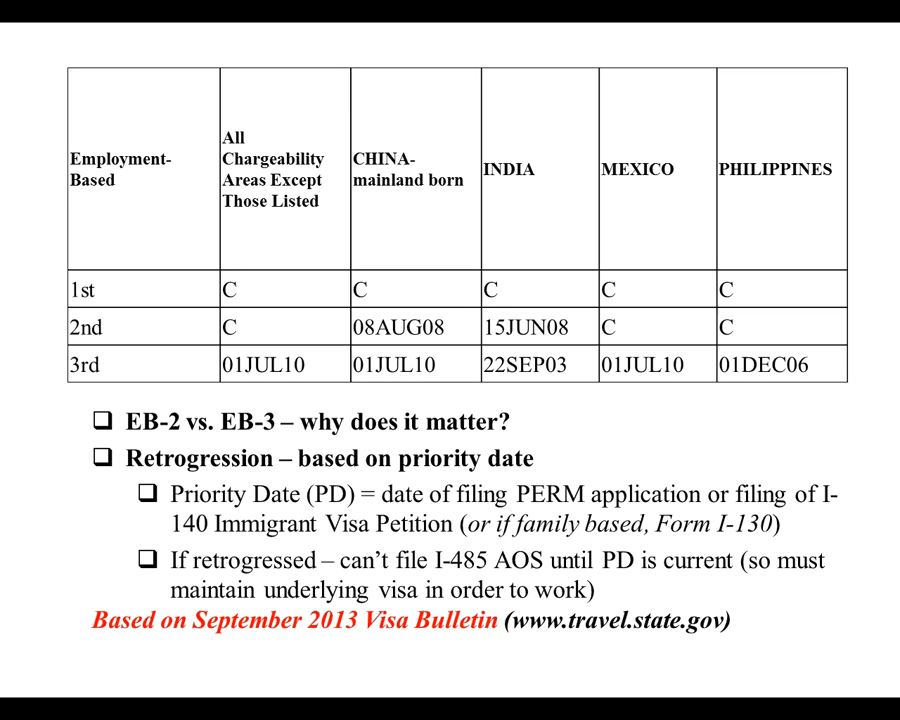 Employment-Based
All Chargeability Areas Except Those Listed
CHINA-mainland born
INDIA
MEXICO
PHILIPPINES
1st C C C C C
2nd C 08AUG08 15JUN08 C C
3rd 01JUL10 01JUL10 22SEP03 01JUL10 01DEC06
❑ EB-2 vs. EB-3 – why does it matter?
❑ Retrogression – based on priority date
❑ Priority Date (PD) = date of filing PERM application or filing of I-
140 Immigrant Visa Petition (or if family based, Form I-130)
❑ If retrogressed – can’t file I-485 AOS until PD is current (so must
maintain underlying visa in order to work)
Based on September 2013 Visa Bulletin (www.travel.state.gov)